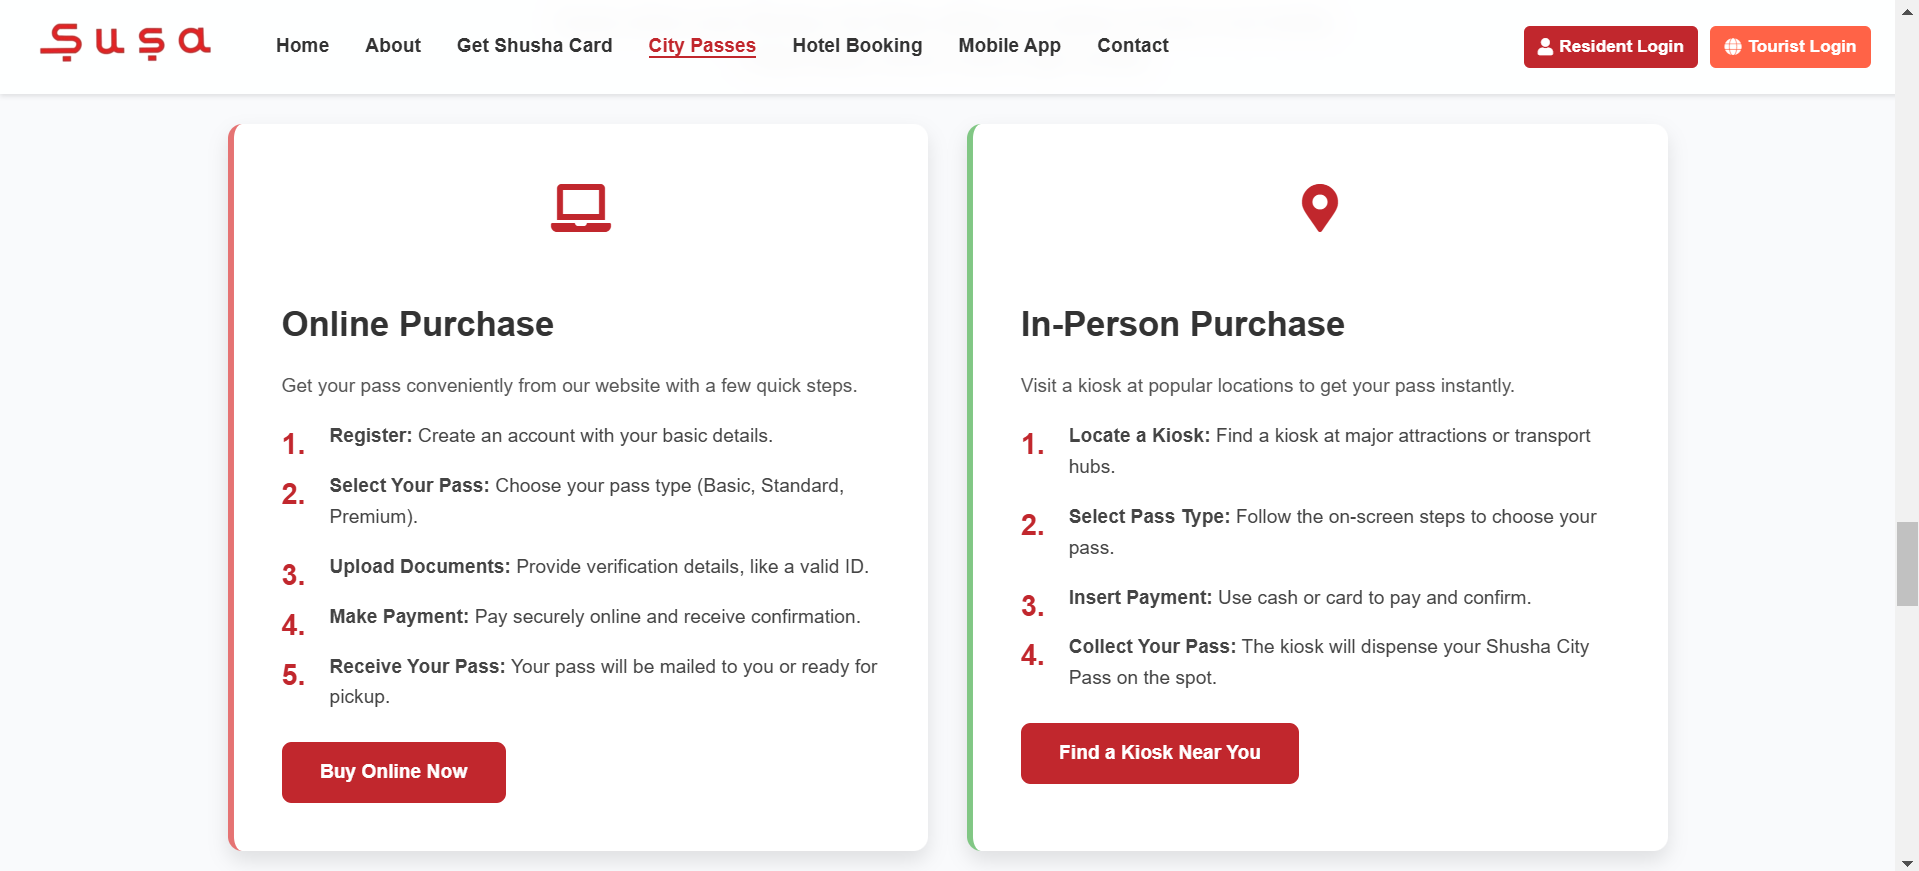 Şuşa
Home
About
Get Shusha Card
City Passes
Hotel Booking
Mobile App
Contact
Resident Login
Tourist Login
Online Purchase
Get your pass conveniently from our website with a few quick steps.
1. Register: Create an account with your basic details.
2. Select Your Pass: Choose your pass type (Basic, Standard,
Premium).
3. Upload Documents: Provide verification details, like a valid ID.
4. Make Payment: Pay securely online and receive confirmation.
5. Receive Your Pass: Your pass will be mailed to you or ready for
pickup.
Buy Online Now
In-Person Purchase
Visit a kiosk at popular locations to get your pass instantly.
1. Locate a Kiosk: Find a kiosk at major attractions or transport
hubs.
2. Select Pass Type: Follow the on-screen steps to choose your
pass.
3. Insert Payment: Use cash or card to pay and confirm.
4. Collect Your Pass: The kiosk will dispense your Shusha City
Pass on the spot.
Find a Kiosk Near You